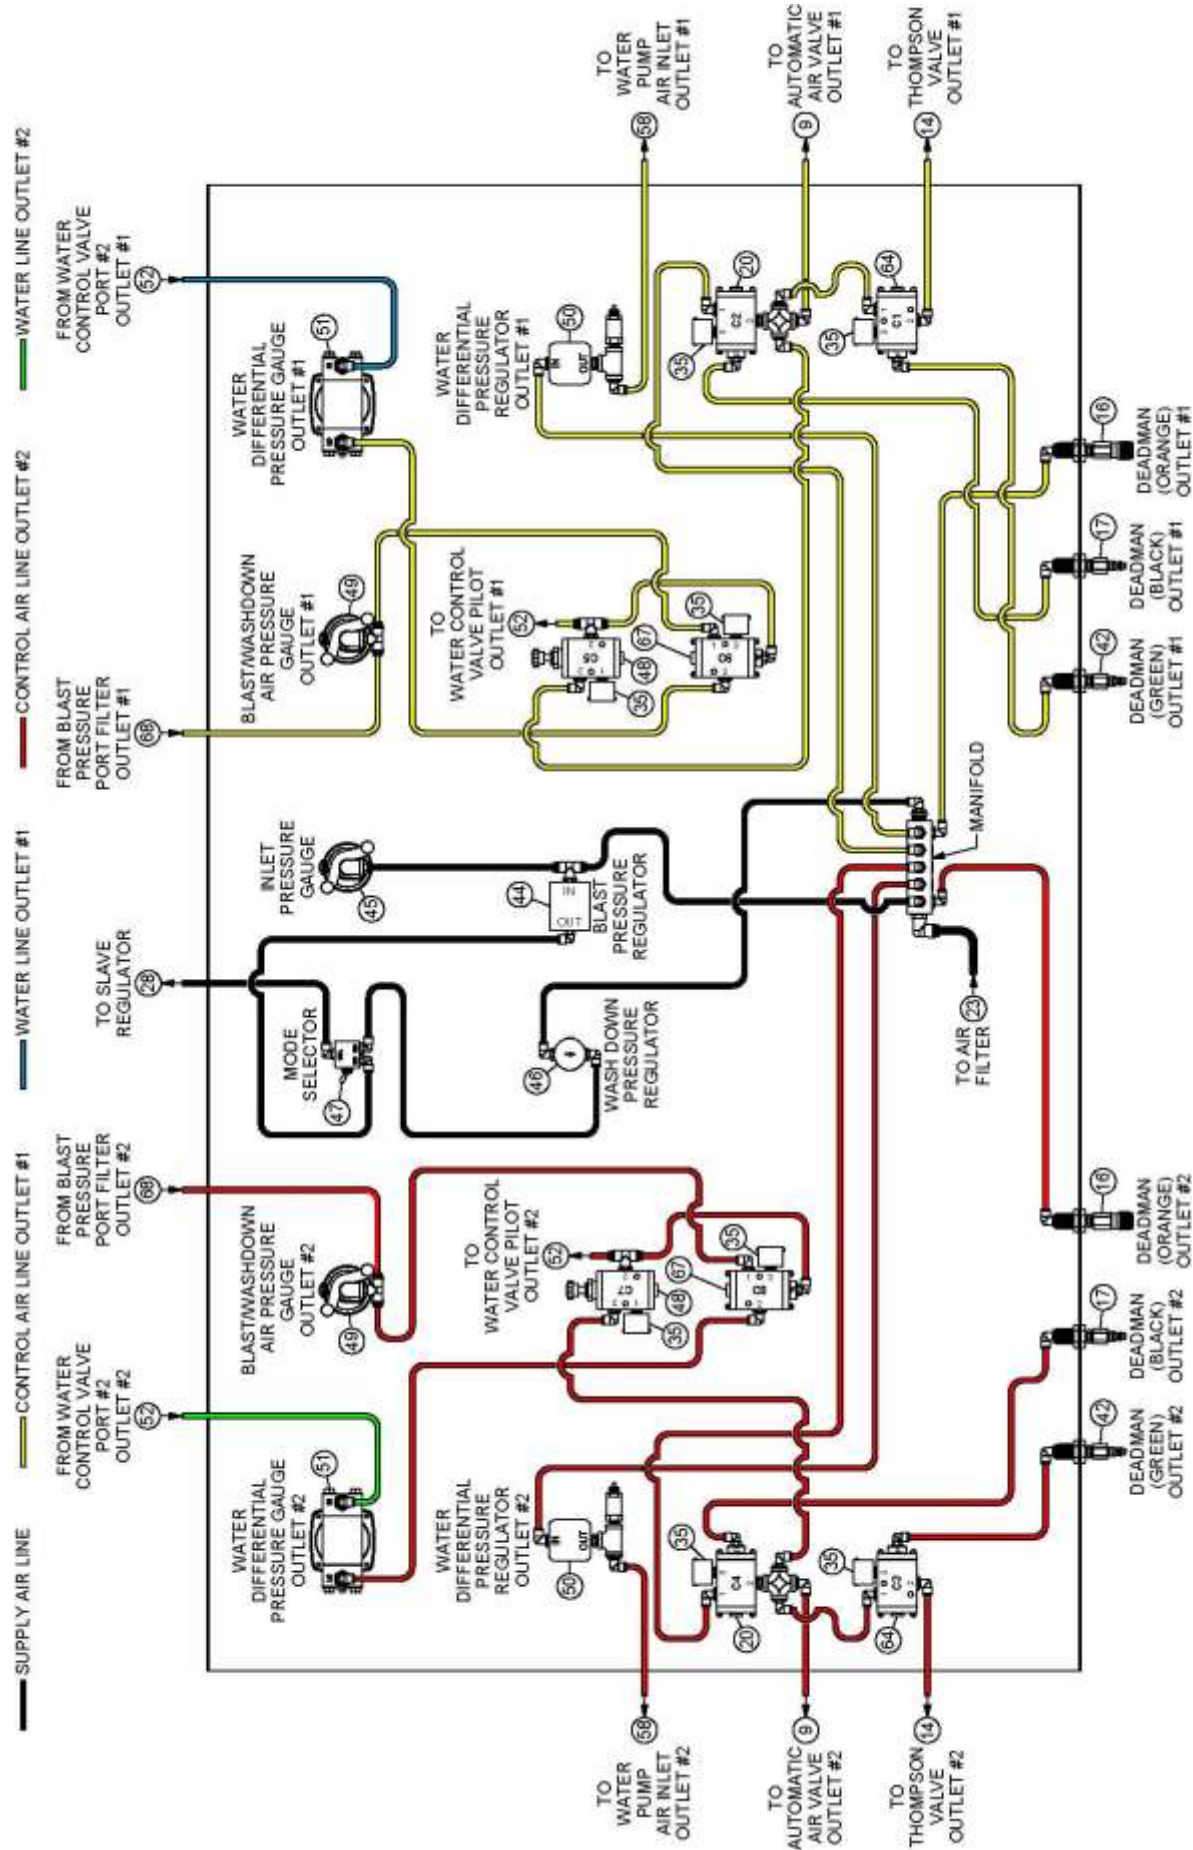 SUPPLY AIR LINE
CONTROL AIR LINE OUTLET #1
WATER LINE OUTLET #1
CONTROL AIR LINE OUTLET #2
WATER LINE OUTLET #2
FROM WATER
CONTROL VALVE
PORT #2
OUTLET #2
52
FROM BLAST
PRESSURE
PORT FILTER
OUTLET #2
68
TO SLAVE
REGULATOR
28
FROM BLAST
PRESSURE
PORT FILTER
OUTLET #1
68
FROM WATER
CONTROL VALVE
PORT #2
OUTLET #1
52
WATER
DIFFERENTIAL
PRESSURE GAUGE
OUTLET #2
51
BLAST/WASHDOWN
AIR PRESSURE
GAUGE
OUTLET #2
49
MODE
SELECTOR
47
INLET
PRESSURE
GAUGE
45
BLAST/WASHDOWN
AIR PRESSURE
GAUGE
OUTLET #1
49
WATER
DIFFERENTIAL
PRESSURE GAUGE
OUTLET #1
51
WATER
DIFFERENTIAL
PRESSURE
REGULATOR
OUTLET #2
50
IN
OUT
TO
WATER CONTROL
VALVE PILOT
OUTLET #2
52
C7
48
35
67
35
46
WASH DOWN
PRESSURE
REGULATOR
44
IN
OUT
BLAST
PRESSURE
REGULATOR
TO
WATER CONTROL
VALVE PILOT
OUTLET #1
52
48
35
67
35
WATER
DIFFERENTIAL
PRESSURE
REGULATOR
OUTLET #1
50
IN
OUT
TO
WATER
PUMP
AIR INLET
OUTLET #2
58
TO
AUTOMATIC
AIR VALVE
OUTLET #2
9
TO
THOMPSON
VALVE
OUTLET #2
14
35
C4
20
35
C3
64
35
C2
20
35
C1
64
TO
WATER
PUMP
AIR INLET
OUTLET #1
58
TO
AUTOMATIC
AIR VALVE
OUTLET #1
9
TO
THOMPSON
VALVE
OUTLET #1
14
MANIFOLD
TO AIR
FILTER
23
42
DEADMAN
(GREEN)
OUTLET #2
17
DEADMAN
(BLACK)
OUTLET #2
16
DEADMAN
(ORANGE)
OUTLET #2
42
DEADMAN
(GREEN)
OUTLET #1
17
DEADMAN
(BLACK)
OUTLET #1
16
DEADMAN
(ORANGE)
OUTLET #1